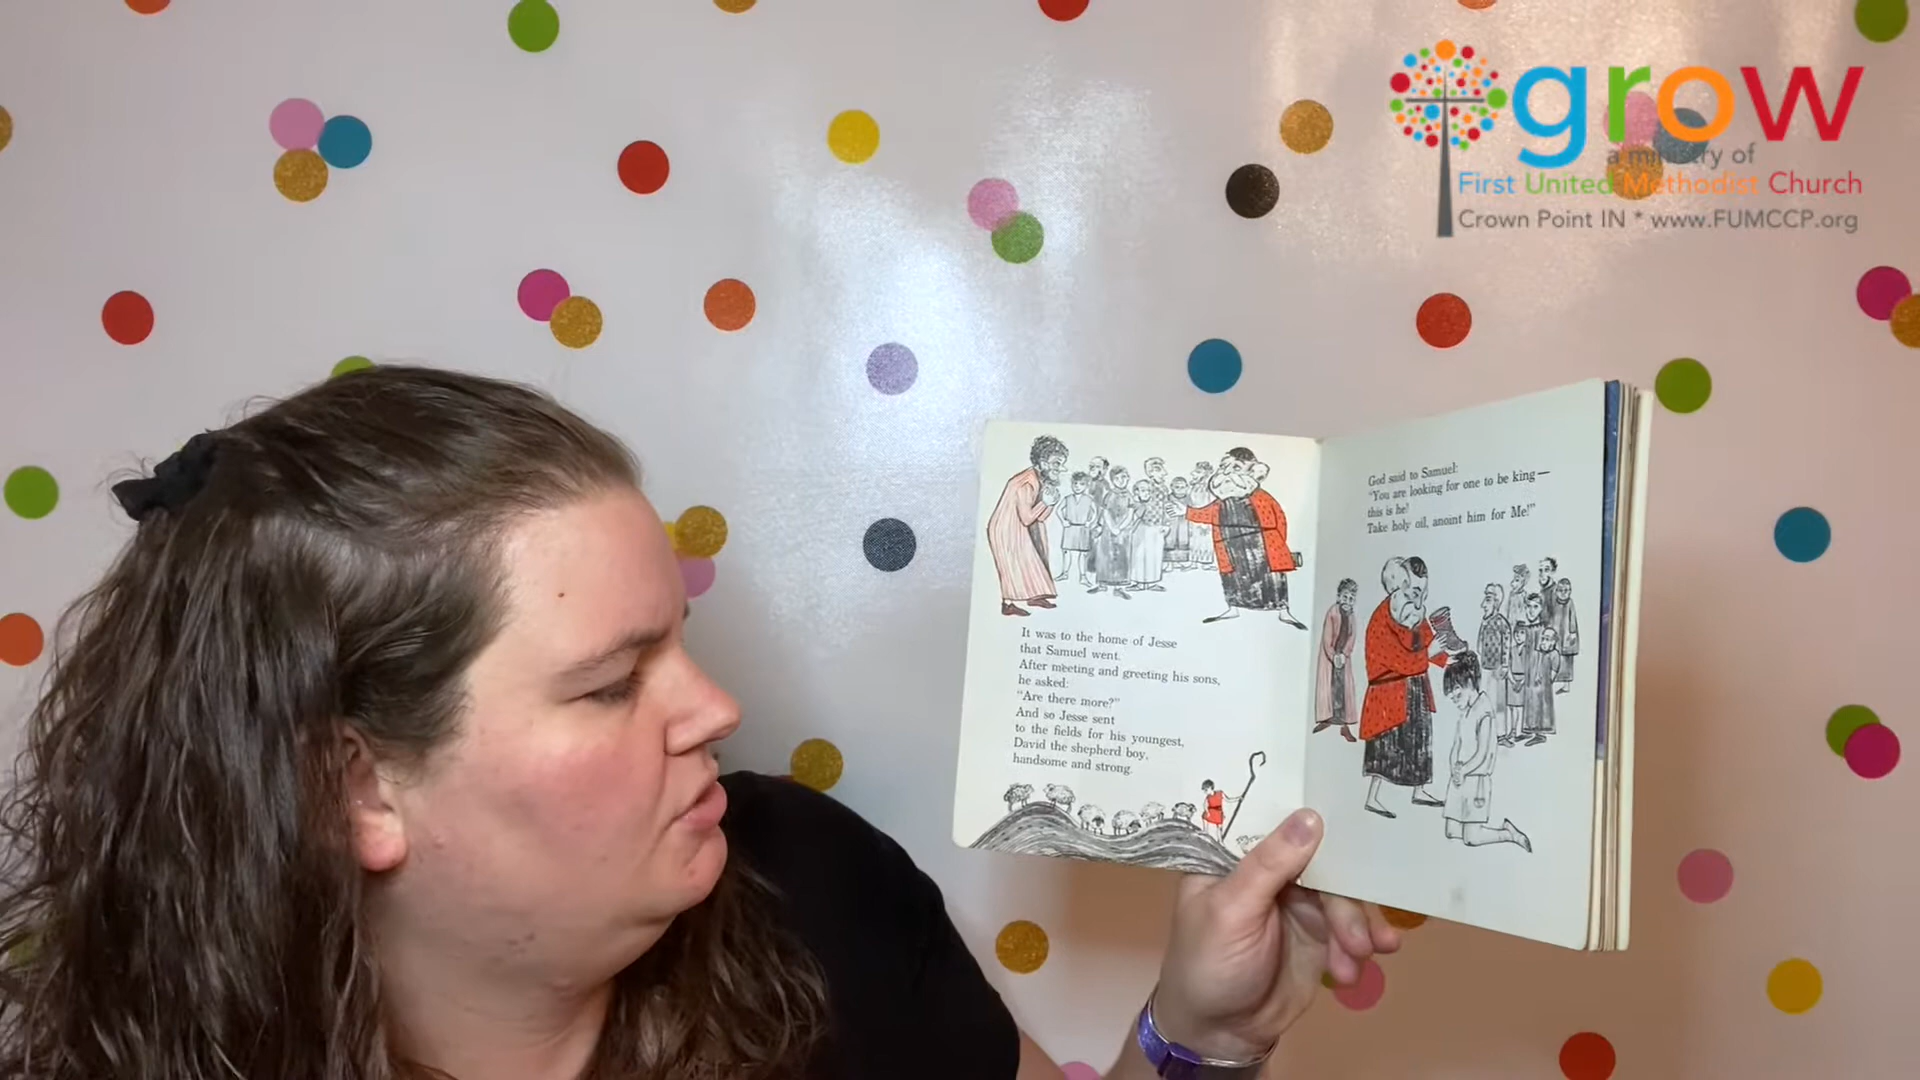 grow
a ministry of
First United Methodist Church
Crown Point IN * www.FUMCCP.org
It was to the home of Jesse
that Samuel went.
After meeting and greeting his sons,
he asked:
"Are there more?"
And so Jesse sent
to the fields for his youngest,
David the shepherd boy,
handsome and strong.
God said to Samuel:
"You are looking for one to be king—
this is he!
Take holy oil, anoint him for Me!"